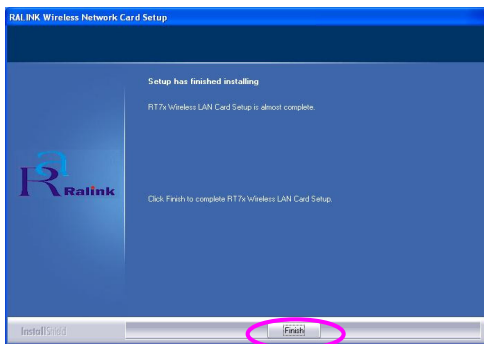 RALINK Wireless Network Card Setup
Setup has finished installing
RT7x Wireless LAN Card Setup is almost complete.
Ralink
Click Finish to complete RT7x Wireless LAN Card Setup.
InstallShield
Finish